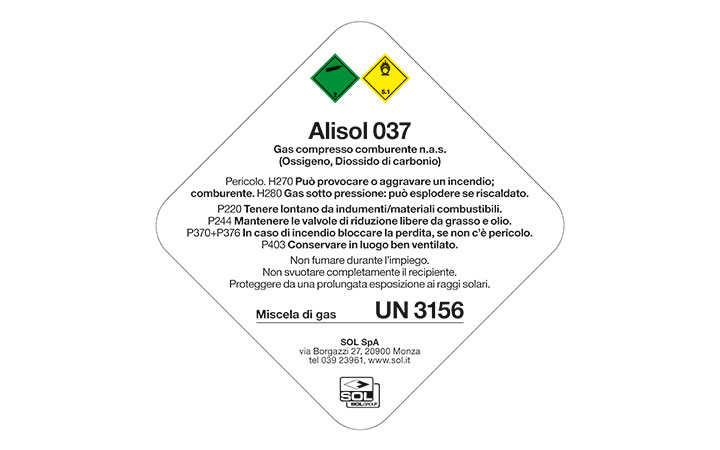 2
5.1
Alisol 037
Gas compresso comburente n.a.s.
(Ossigeno, Diossido di carbonio)
Pericolo. H270 Può provocare o aggravare un incendio;
comburente. H280 Gas sotto pressione: può esplodere se riscaldato.
P220 Tenere lontano da indumenti/materiali combustibili.
P244 Mantenere le valvole di riduzione libere da grasso e olio.
P370+P376 In caso di incendio bloccare la perdita, se non c'è pericolo.
P403 Conservare in luogo ben ventilato.
Non fumare durante l'impiego.
Non svuotare completamente il recipiente.
Proteggere da una prolungata esposizione ai raggi solari.
Miscela di gas UN 3156
SOL SpA
via Borgazzi 27, 20900 Monza
tel 039 23961, www.sol.it
SOL
SOLGROUP